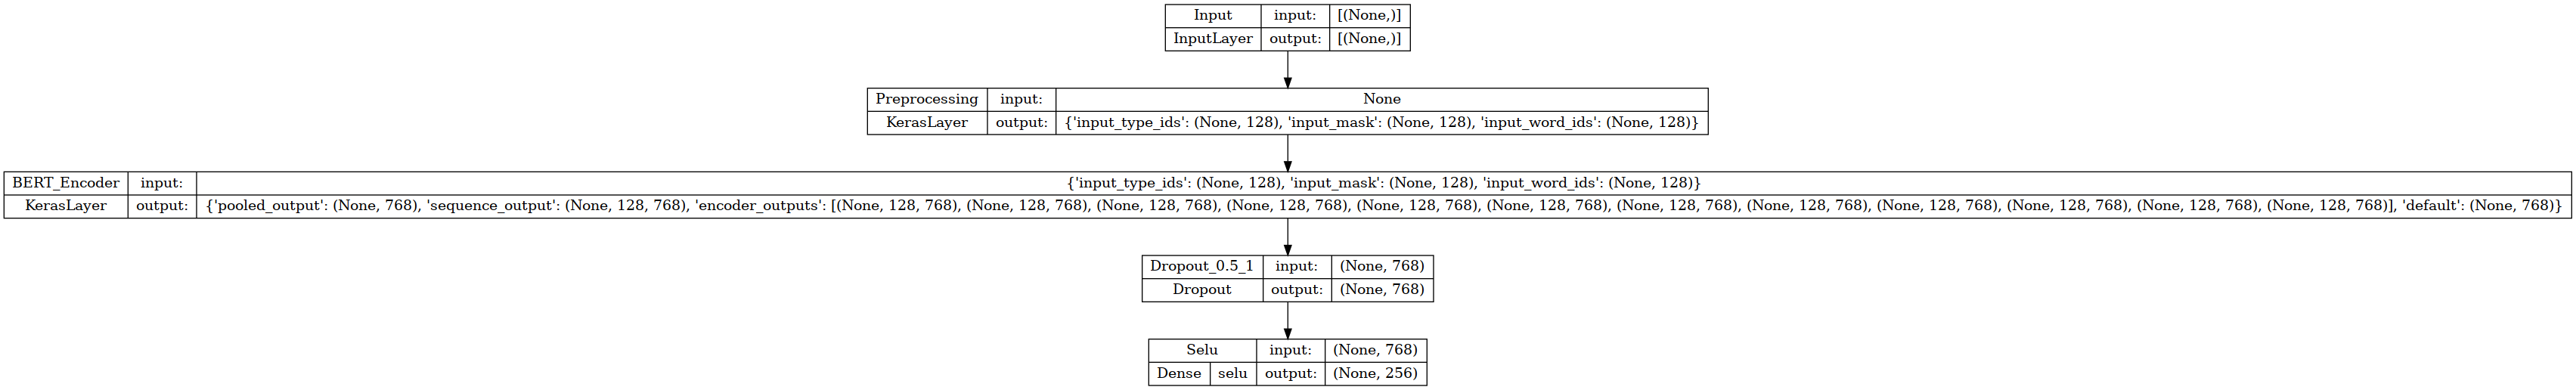 Input input: [(None,)]
InputLayer output: [(None,)]
Preprocessing input: None
KerasLayer output: {'input_type_ids': (None, 128), 'input_mask': (None, 128), 'input_word_ids': (None, 128)}
BERT_Encoder input: {'input_type_ids': (None, 128), 'input_mask': (None, 128), 'input_word_ids': (None, 128)}
KerasLayer output: {'pooled_output': (None, 768), 'sequence_output': (None, 128, 768), 'encoder_outputs': [(None, 128, 768), (None, 128, 768), (None, 128, 768), (None, 128, 768), (None, 128, 768), (None, 128, 768), (None, 128, 768), (None, 128, 768), (None, 128, 768), (None, 128, 768), (None, 128, 768), (None, 128, 768)], 'default': (None, 768)}
Dropout_0.5_1 input: (None, 768)
Dropout output: (None, 768)
Selu input: (None, 768)
Dense selu output: (None, 256)